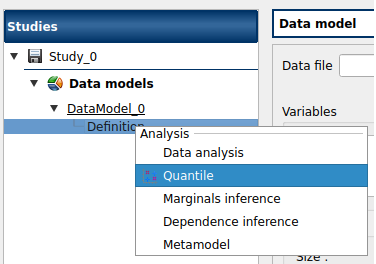 Studies
Study_0
Data models
DataModel_0
Definition
Analysis
Data analysis
Quantile
Marginals inference
Dependence inference
Metamodel
Data model
Data file
Variables
Size :